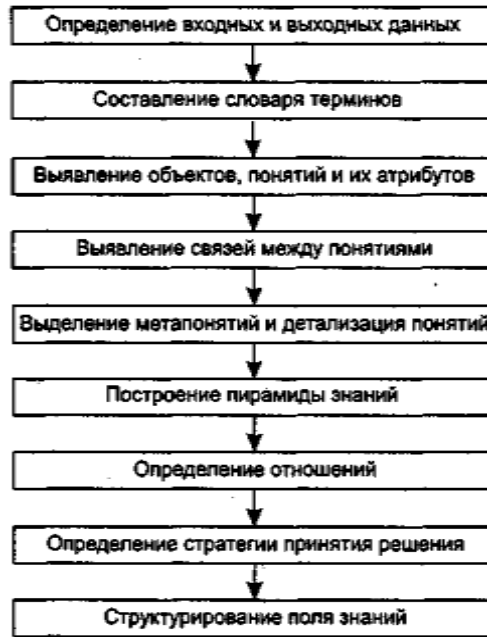 Определение входных и выходных данных
Составление словаря терминов
Выявление объектов, понятий и их атрибутов
Выявление связей между понятиями
Выделение метапонятий и детализация понятий
Построение пирамиды знаний
Определение отношений
Определение стратегии принятия решения
Структурирование поля знаний